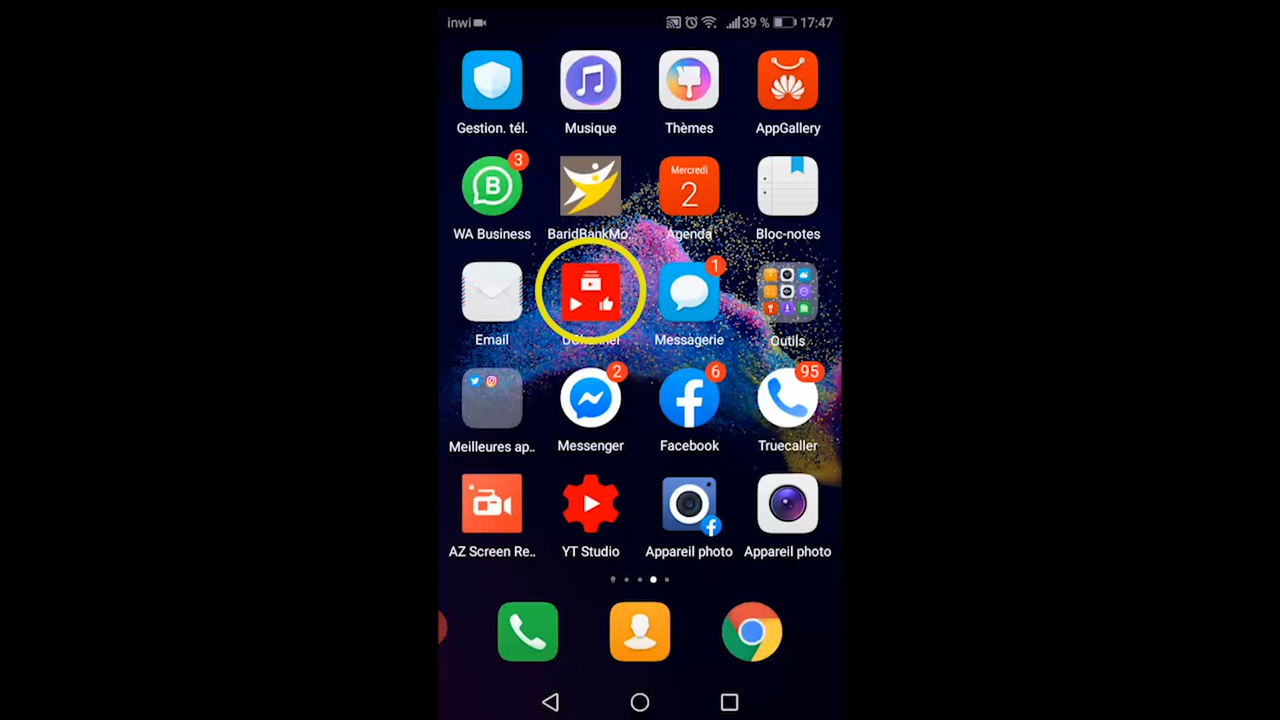 inwi 39 % 17:47
Gestion. tél. Musique Thèmes AppGallery
3 Mercredi
B 2
WA Business BaridBankMo.. Agenda Bloc-notes
1
Email UChannel Messagerie Outils
2 6 95
Meilleures ap.. Messenger Facebook Truecaller
AZ Screen Re.. YT Studio Appareil photo Appareil photo